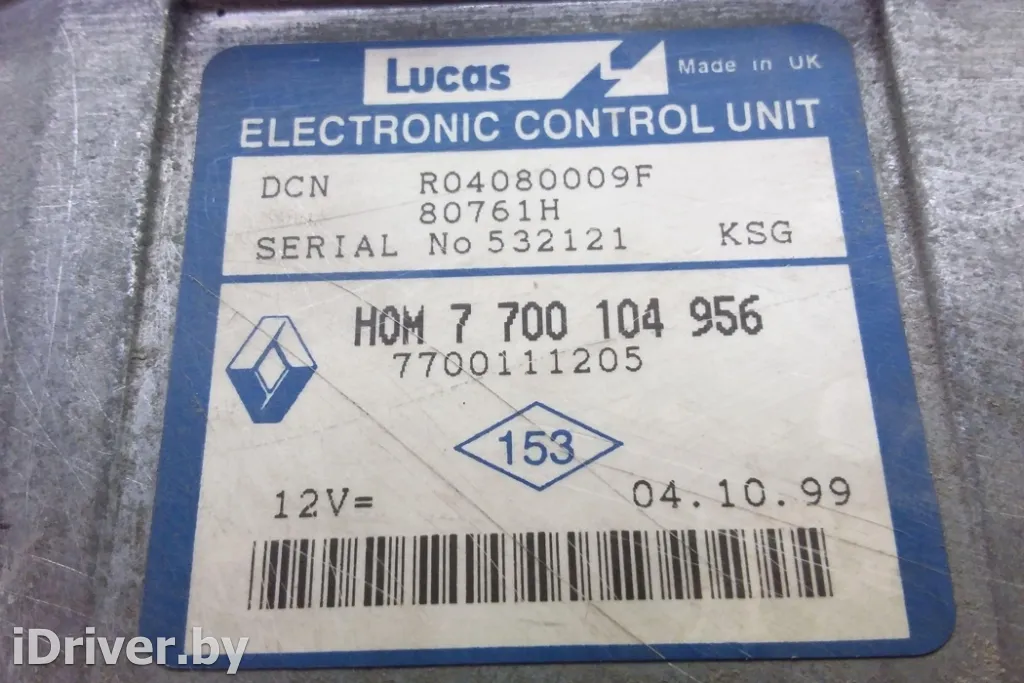 Lucas Made in UK
ELECTRONIC CONTROL UNIT
DCN R04080009F
80761H
SERIAL No 532121 KSG
HOM 7 700 104 956
7700111205
153
12V= 04.10.99
iDriver.by